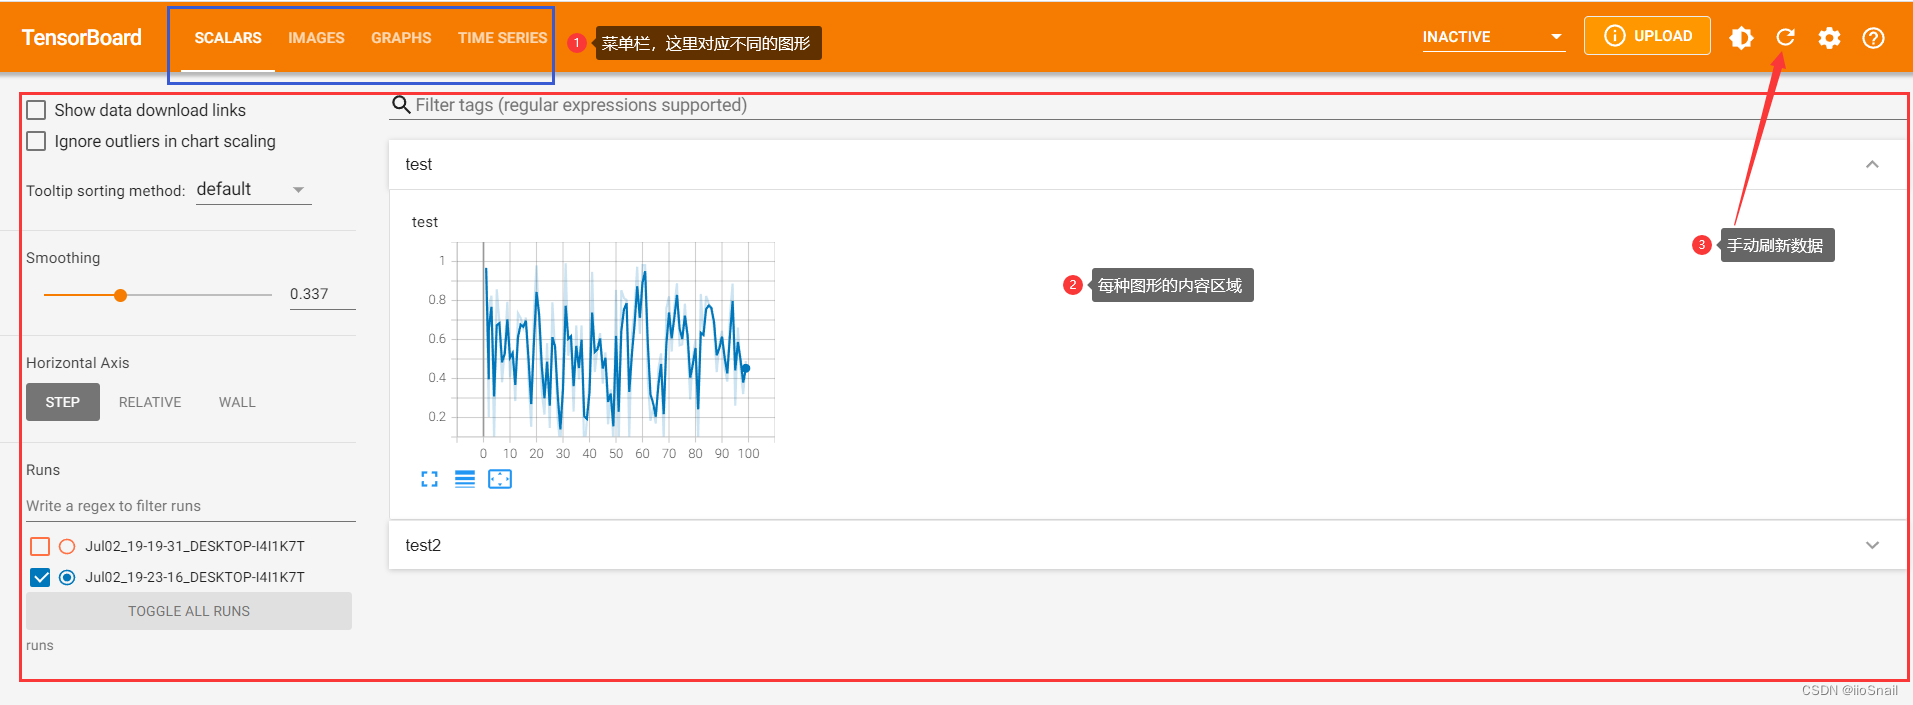 TensorBoard
SCALARS
IMAGES
GRAPHS
TIME SERIES
1
菜单栏，这里对应不同的图形
INACTIVE
UPLOAD
Show data download links
Ignore outliers in chart scaling
Tooltip sorting method: default
Smoothing
0.337
Horizontal Axis
STEP
RELATIVE
WALL
Runs
Write a regex to filter runs
Jul02_19-19-31_DESKTOP-I4I1K7T
Jul02_19-23-16_DESKTOP-I4I1K7T
TOGGLE ALL RUNS
runs
Filter tags (regular expressions supported)
test
test
1
0.8
0.6
0.4
0.2
0 10 20 30 40 50 60 70 80 90 100
2
每种图形的内容区域
3
手动刷新数据
test2
CSDN @iioSnail